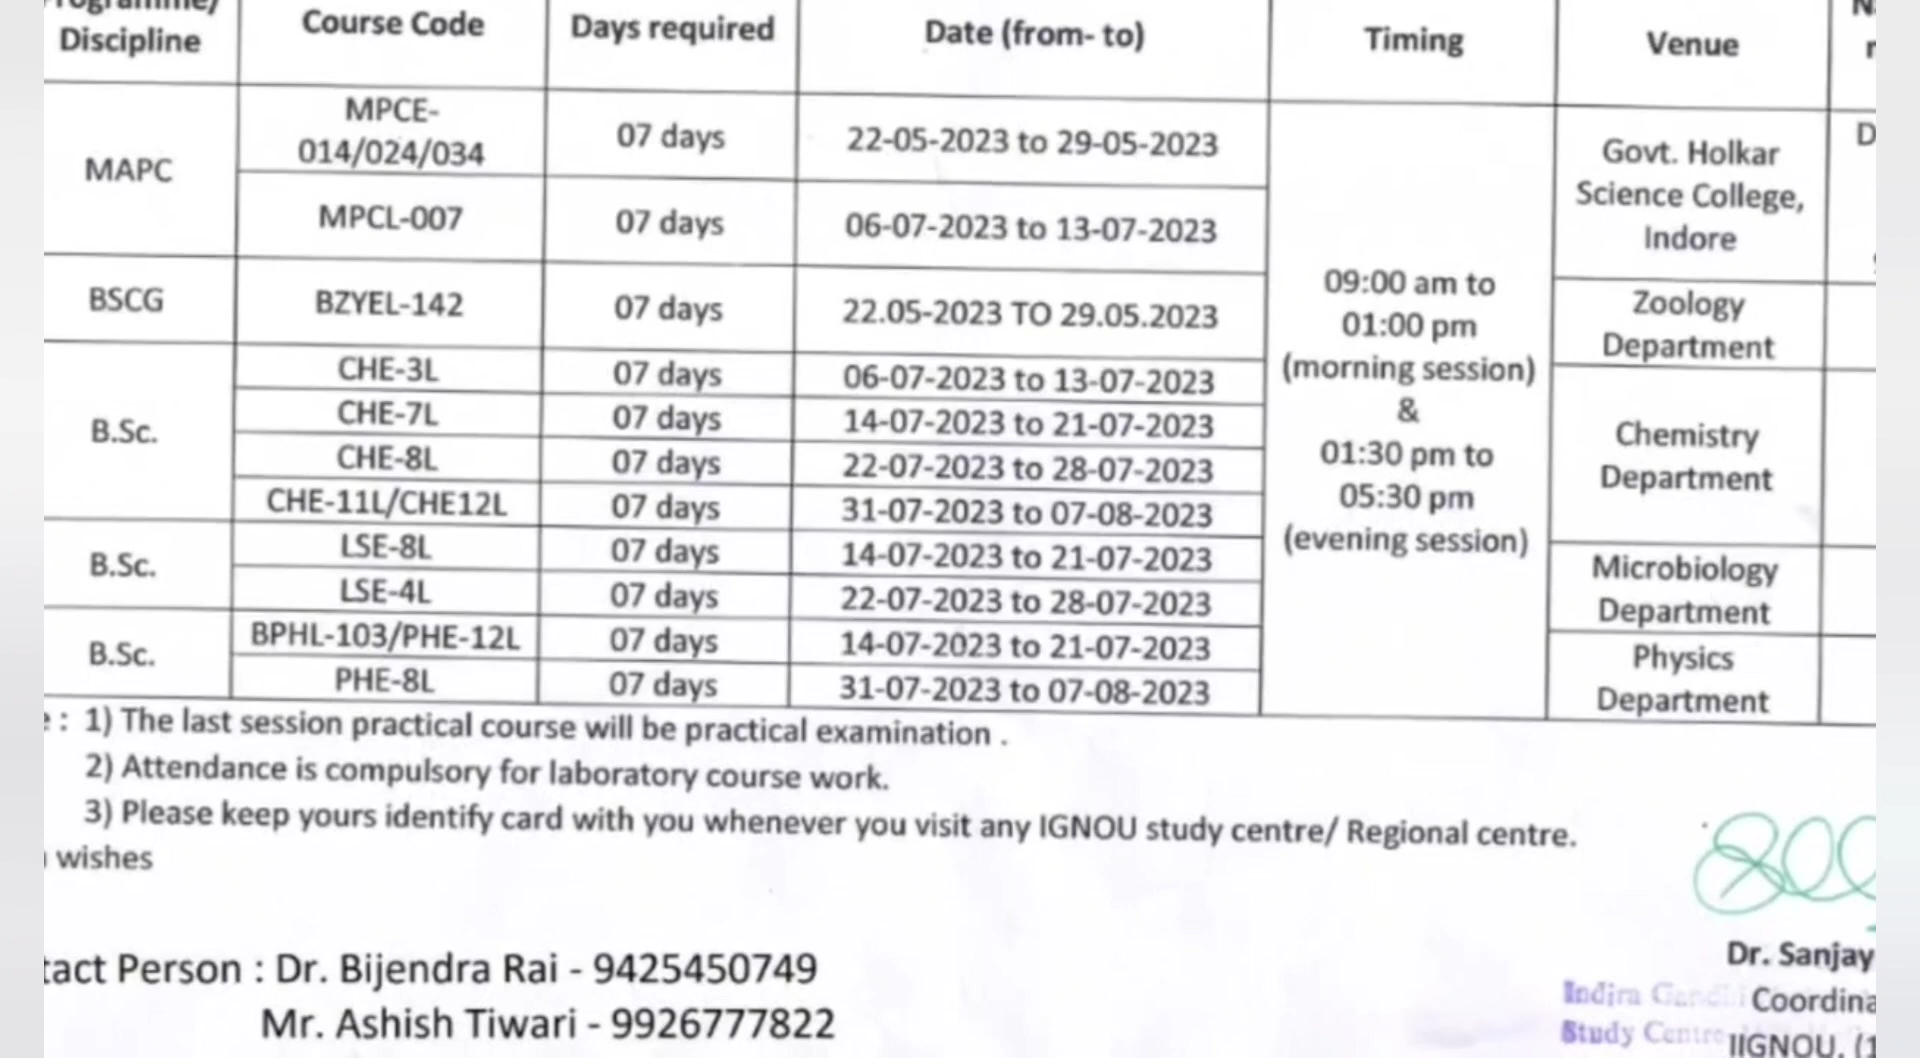 Programme/
Discipline
Course Code
Days required
Date (from- to)
Timing
Venue
MAPC
MPCE-
014/024/034
07 days
22-05-2023 to 29-05-2023
MPCL-007
07 days
06-07-2023 to 13-07-2023
Govt. Holkar
Science College,
Indore
BSCG
BZYEL-142
07 days
22.05-2023 TO 29.05.2023
Zoology
Department
09:00 am to
01:00 pm
(morning session)
&
01:30 pm to
05:30 pm
(evening session)
B.Sc.
CHE-3L
07 days
06-07-2023 to 13-07-2023
CHE-7L
07 days
14-07-2023 to 21-07-2023
CHE-8L
07 days
22-07-2023 to 28-07-2023
CHE-11L/CHE12L
07 days
31-07-2023 to 07-08-2023
Chemistry
Department
B.Sc.
LSE-8L
07 days
14-07-2023 to 21-07-2023
LSE-4L
07 days
22-07-2023 to 28-07-2023
Microbiology
Department
B.Sc.
BPHL-103/PHE-12L
07 days
14-07-2023 to 21-07-2023
PHE-8L
07 days
31-07-2023 to 07-08-2023
Physics
Department
: 1) The last session practical course will be practical examination .
2) Attendance is compulsory for laboratory course work.
3) Please keep yours identify card with you whenever you visit any IGNOU study centre/ Regional centre.
wishes
tact Person : Dr. Bijendra Rai - 9425450749
Mr. Ashish Tiwari - 9926777822
Dr. Sanjay
Indira Gandhi
Coordina
Study Centre
IIGNOU, (1